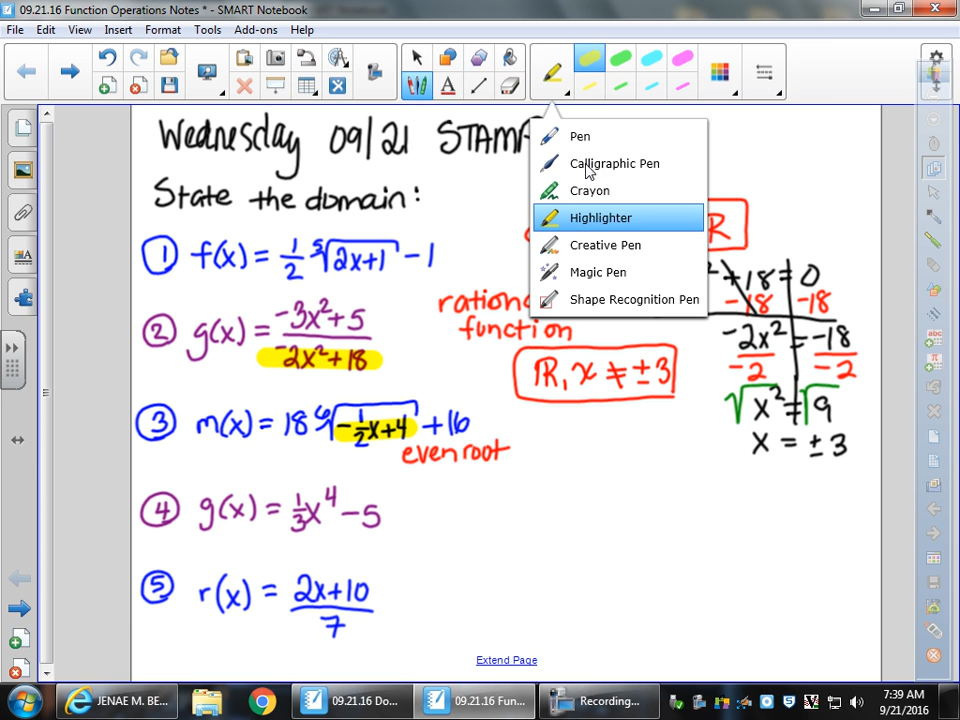 09.21.16 Function Operations Notes * - SMART Notebook
File Edit View Insert Format Tools Add-ons Help
Wednesday 09/21 STAMP
State the domain:
① f(x) = 1/2 ⁵√2x+1 - 1
R
② g(x) = -3x²+5 / -2x²+18
rational
function
ℝ, x ≠ ±3
+18=0
-18 -18
-2x² = -18
-2 -2
√x² = √9
x = ±3
③ m(x) = 18 ⁶√-1/2x+4 + 16
even root
④ g(x) = 1/3x⁴ - 5
⑤ r(x) = 2x+10 / 7
Pen
Calligraphic Pen
Crayon
Highlighter
Creative Pen
Magic Pen
Shape Recognition Pen
Extend Page
JENAE M. BE...
09.21.16 Do...
09.21.16 Fun...
Recording...
7:39 AM
9/21/2016